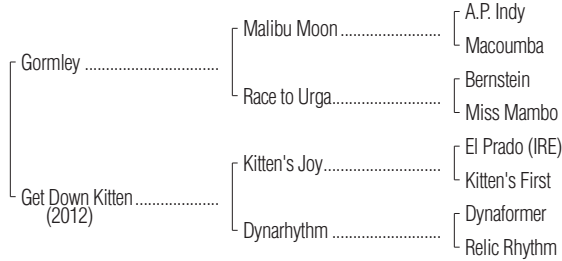 A.P. Indy
Malibu Moon ......................
Macoumba
Gormley .............................
Bernstein
Race to Urga........................
Miss Mambo
El Prado (IRE)
Kitten's Joy..........................
Kitten's First
Get Down Kitten..................
(2012)
Dynaformer
Dynarhythm ........................
Relic Rhythm